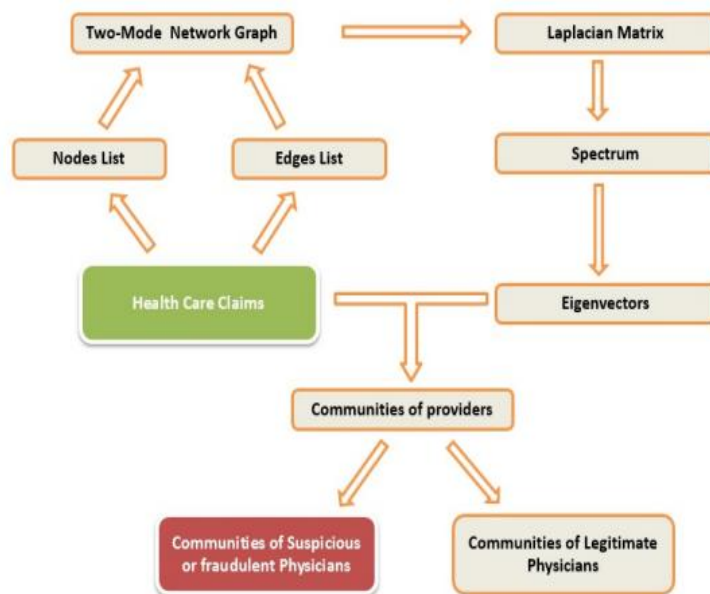 Two-Mode Network Graph
Laplacian Matrix
Nodes List
Edges List
Spectrum
Health Care Claims
Eigenvectors
Communities of providers
Communities of Suspicious
or fraudulent Physicians
Communities of Legitimate
Physicians